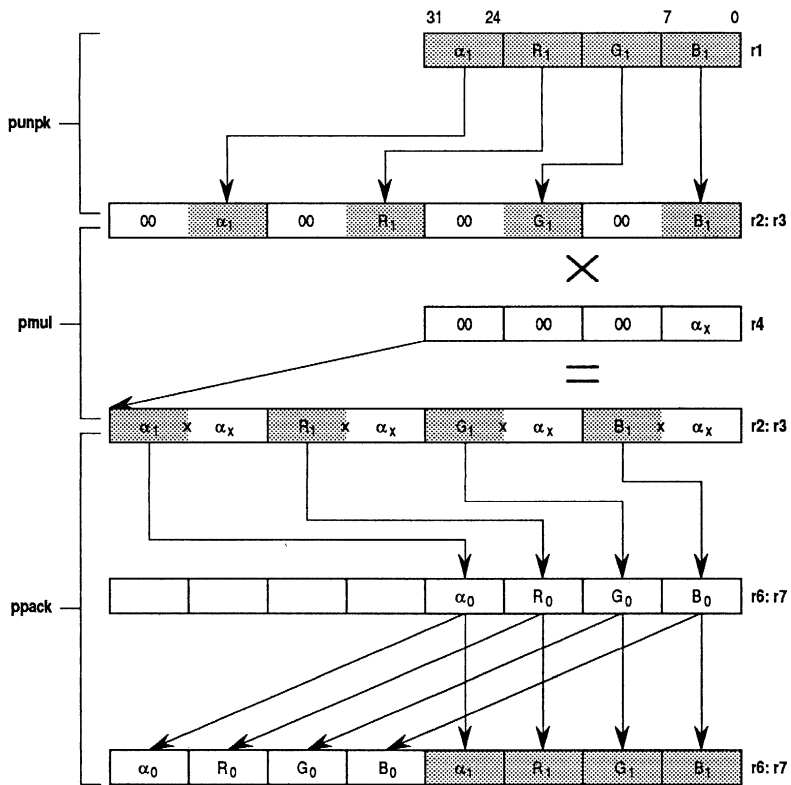 31 24 7 0
α₁ R₁ G₁ B₁ r1
punpk
00 α₁ 00 R₁ 00 G₁ 00 B₁ r2: r3
×
pmul
00 00 00 αₓ r4
=
α₁ x αₓ R₁ x αₓ G₁ x αₓ B₁ x αₓ r2: r3
α₀ R₀ G₀ B₀ r6: r7
ppack
α₀ R₀ G₀ B₀ α₁ R₁ G₁ B₁ r6: r7